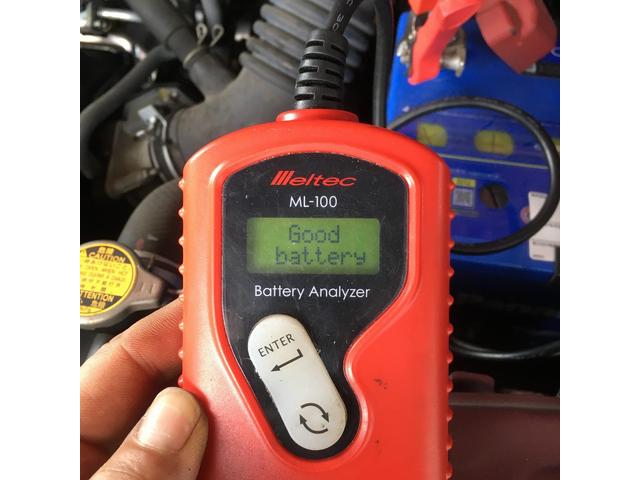 Meltec
ML-100
Good
battery
Battery Analyzer
ENTER
CAUTION
ATTENTION